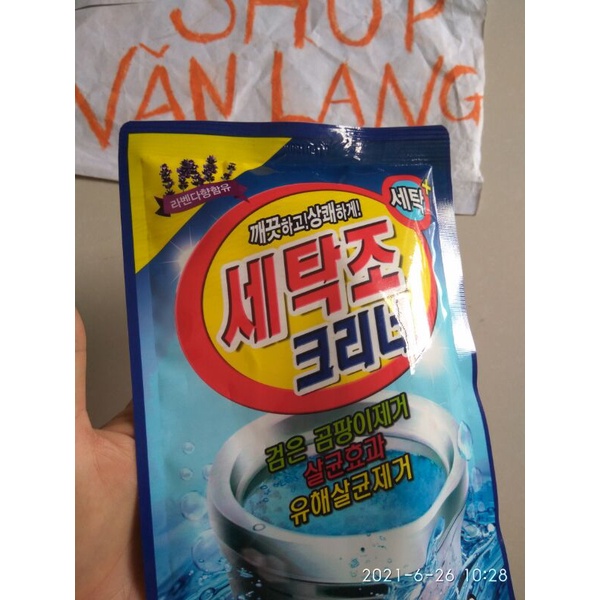 SHOP
VĂN LANG
라벤다향함유
세탁+
깨끗하고!상쾌하게!
세탁조
크리너
검은 곰팡이제거
살균효과
유해살균제거
2021-6-26 10:28